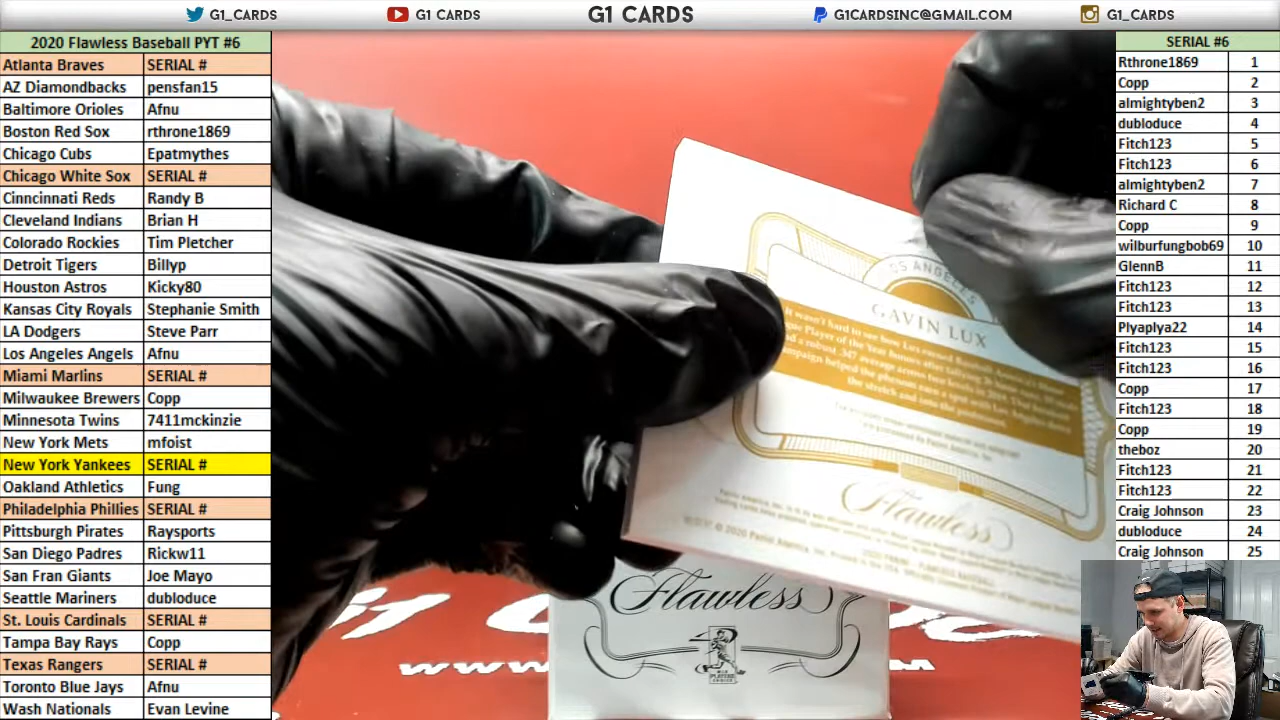 G1_CARDS
G1 CARDS
G1 CARDS
G1CARDSINC@GMAIL.COM
G1_CARDS
2020 Flawless Baseball PYT #6
Atlanta Braves SERIAL #
AZ Diamondbacks pensfan15
Baltimore Orioles Afnu
Boston Red Sox rthrone1869
Chicago Cubs Epatmythes
Chicago White Sox SERIAL #
Cinncinnati Reds Randy B
Cleveland Indians Brian H
Colorado Rockies Tim Pletcher
Detroit Tigers Billyp
Houston Astros Kicky80
Kansas City Royals Stephanie Smith
LA Dodgers Steve Parr
Los Angeles Angels Afnu
Miami Marlins SERIAL #
Milwaukee Brewers Copp
Minnesota Twins 7411mckinzie
New York Mets mfoist
New York Yankees SERIAL #
Oakland Athletics Fung
Philadelphia Phillies SERIAL #
Pittsburgh Pirates Raysports
San Diego Padres Rickw11
San Fran Giants Joe Mayo
Seattle Mariners dubloduce
St. Louis Cardinals SERIAL #
Tampa Bay Rays Copp
Texas Rangers SERIAL #
Toronto Blue Jays Afnu
Wash Nationals Evan Levine
LOS ANGELES
GAVIN LUX
Flawless
Flawless
SERIAL #6
Rthrone1869 1
Copp 2
almightyben2 3
dubloduce 4
Fitch123 5
Fitch123 6
almightyben2 7
Richard C 8
Copp 9
wilburfungbob69 10
GlennB 11
Fitch123 12
Fitch123 13
Plyaplya22 14
Fitch123 15
Fitch123 16
Copp 17
Fitch123 18
Copp 19
theboz 20
Fitch123 21
Fitch123 22
Craig Johnson 23
dubloduce 24
Craig Johnson 25